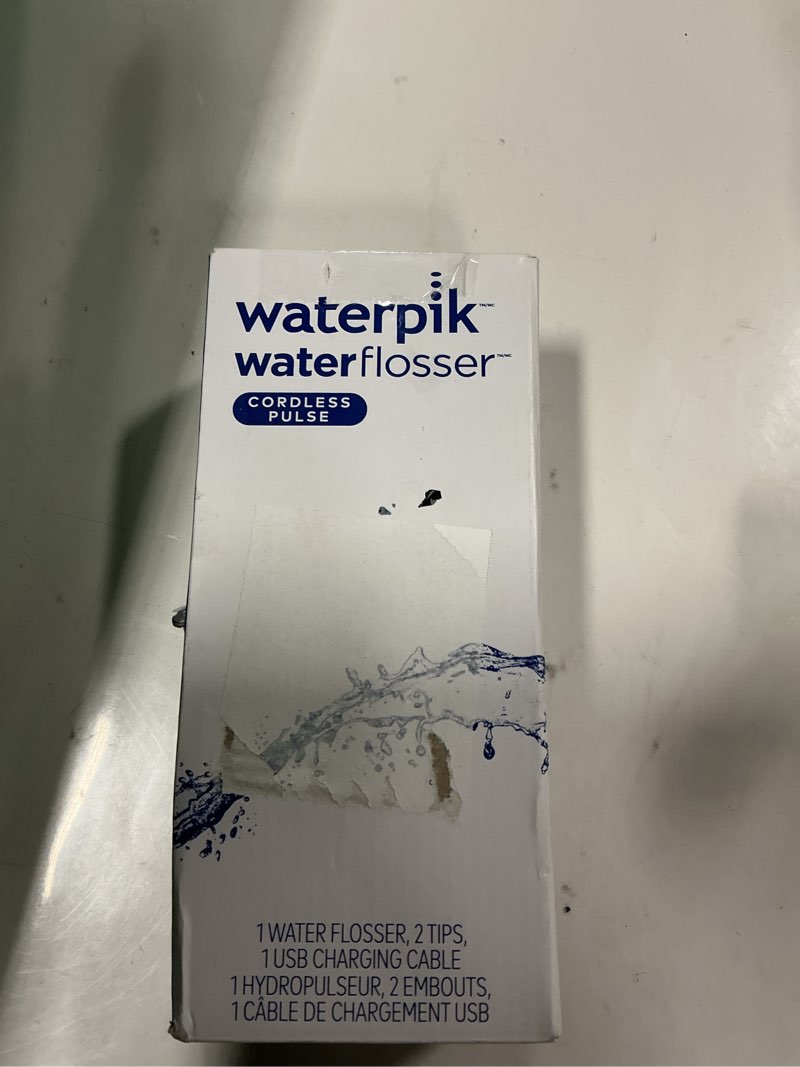 waterpik™/MC
waterflosser™/MC
CORDLESS
PULSE
1 WATER FLOSSER, 2 TIPS,
1 USB CHARGING CABLE
1 HYDROPULSEUR, 2 EMBOUTS,
1 CÂBLE DE CHARGEMENT USB